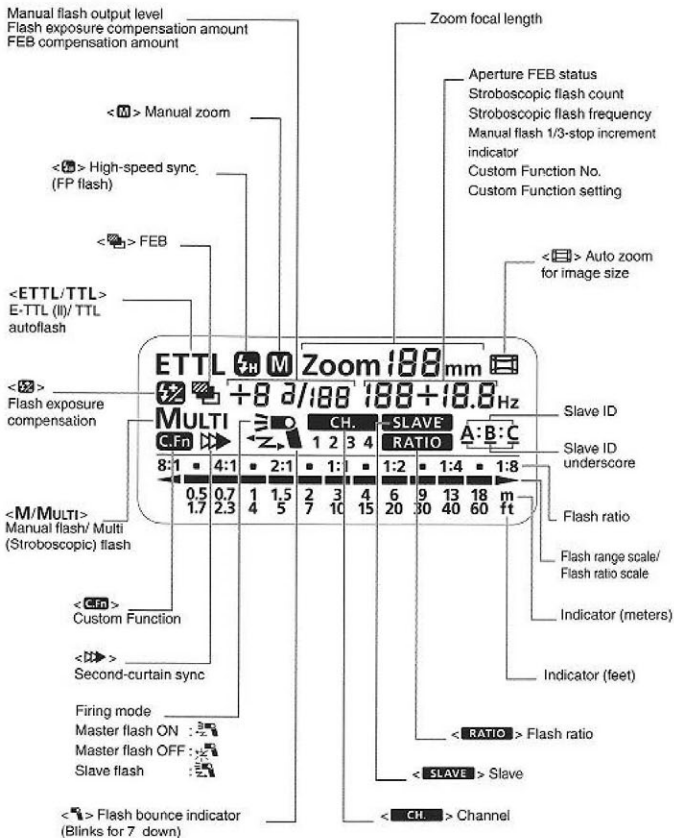 Manual flash output level
Flash exposure compensation amount
FEB compensation amount
Zoom focal length
Aperture FEB status
Stroboscopic flash count
Stroboscopic flash frequency
Manual flash 1/3-stop increment
indicator
Custom Function No.
Custom Function setting
<M> Manual zoom
<H> High-speed sync
(FP flash)
< > FEB
< > Auto zoom
for image size
<ETTL/TTL>
E-TTL (II)/ TTL
autoflash
ETTL H M Zoom 188 mm
+8 a/188 188+18.8 Hz
< >
Flash exposure
compensation
MULTI CH. SLAVE
C.Fn 1 2 3 4 RATIO A:B:C
Slave ID
Slave ID
underscore
8:1 ▪ 4:1 ▪ 2:1 ▪ 1:1 ▪ 1:2 ▪ 1:4 ▪ 1:8
0.5 0.7 1 1.5 2 3 4 6 9 13 18 m
1.7 2.3 4 5 7 10 15 20 30 40 60 ft
<M/MULTI>
Manual flash/ Multi
(Stroboscopic) flash
Flash ratio
Flash range scale/
Flash ratio scale
<C.Fn>
Custom Function
Indicator (meters)
< >
Second-curtain sync
Indicator (feet)
Firing mode
Master flash ON :
Master flash OFF :
Slave flash :
<RATIO> Flash ratio
<SLAVE> Slave
< > Flash bounce indicator
(Blinks for 7 down)
<CH.> Channel